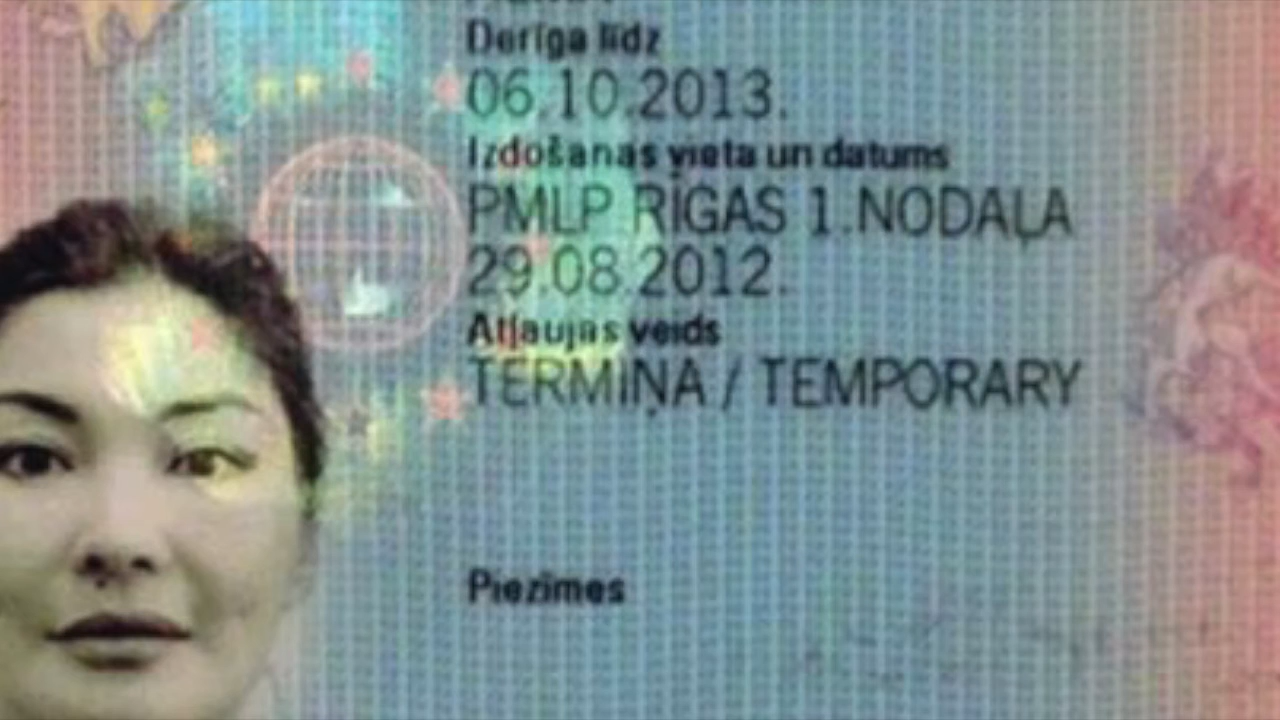 Derīga līdz
06.10.2013.
Izdošanas vieta un datums
PMLP RĪGAS 1.NODAĻA
29.08.2012.
Atļaujas veids
TERMIŅA / TEMPORARY
Piezīmes